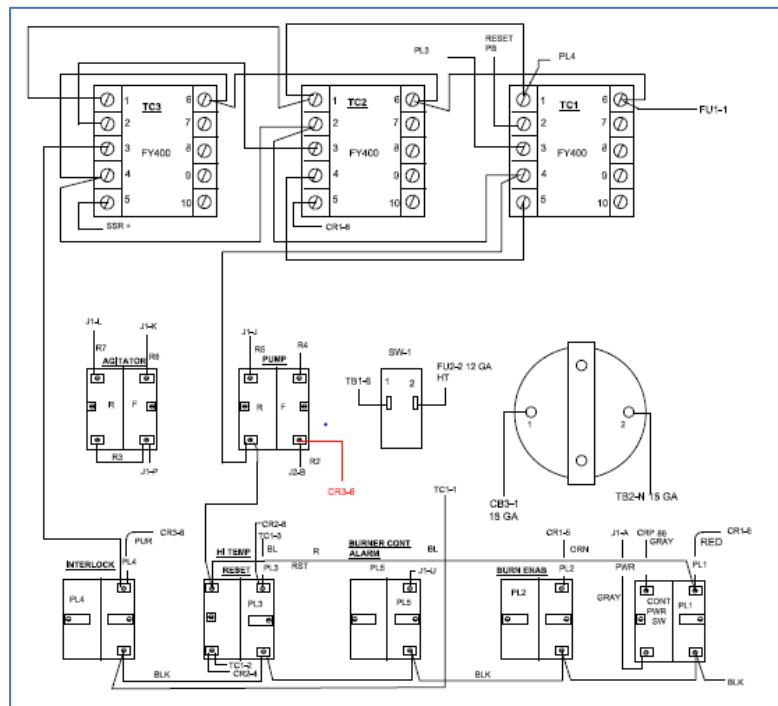 RESET
PB
PL3
PL4
TC3
TC2
TC1
1
6
1
6
1
6
FU1-1
2
7
2
7
2
7
3
FY400
8
3
FY400
8
3
FY400
8
4
9
4
9
4
9
5
10
5
10
5
10
SSR +
CR1-6
J1-L
J1-K
J1-J
R4
R7
R6
R5
AGITATOR
PUMP
SW-1
FU2-2 12 GA
HT
TB1-6
1
2
R
F
R
F
1
2
R3
J1-P
J2-B
R2
CR3-6
TC1-1
CB3-1
18 GA
TB2-N 18 GA
CR3-8
PUR
PL4
INTERLOCK
CR2-8
TC1-3
BL
HI TEMP
RESET
PL3
R
RST
BURNER CONT
ALARM
BL
PL5
J1-U
CR1-5
ORN
BURN ENAB
PL2
J1-A
PWR
GRAY
CRP 86
GRAY
CR1-8
RED
PL1
PL4
PL3
PL5
PL2
CONT
PWR
SW
PL1
TC1-2
CR2-4
BLK
BLK
BLK